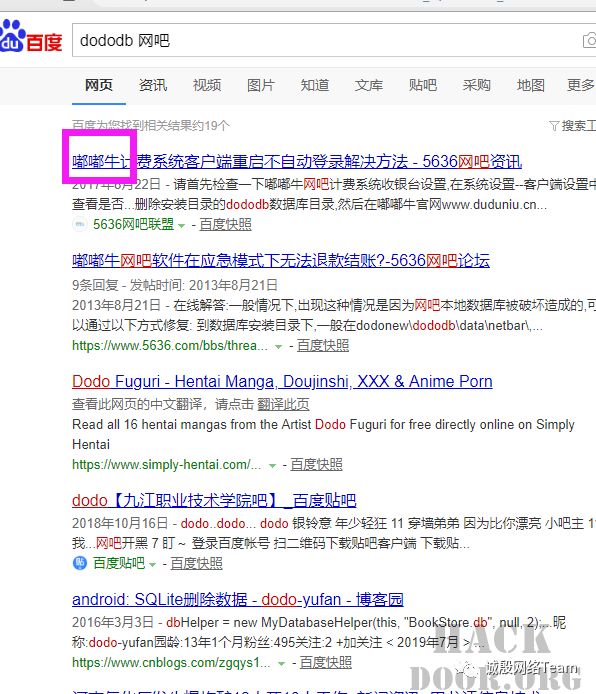 du 百度
dododb 网吧
网页 资讯 视频 图片 知道 文库 贴吧 采购 地图 更多
百度为您找到相关结果约19个
搜索工
嘟嘟牛计费系统客户端重启不自动登录解决方法 - 5636网吧资讯
2017年6月22日 - 请首先检查一下嘟嘟牛网吧计费系统收银台设置,在系统设置--客户端设置中
查看是否...删除安装目录的dododb数据库目录,然后在嘟嘟牛官网www.duduniu.cn...
5636网吧联盟 - 百度快照
嘟嘟牛网吧软件在应急模式下无法退款结账?-5636网吧论坛
9条回复 - 发帖时间: 2013年8月21日
2013年8月21日 - 在线解答:一般情况下,出现这种情况是因为网吧本地数据库被破坏造成的,可
以通过以下方式修复: 到数据库安装目录下,一般在dodonew\dododb\data\netbar\,...
https://www.5636.com/bbs/threa... - 百度快照
Dodo Fuguri - Hentai Manga, Doujinshi, XXX & Anime Porn
查看此网页的中文翻译，请点击 翻译此页
Read all 16 hentai mangas from the Artist Dodo Fuguri for free directly online on Simply
Hentai
https://www.simply-hentai.com/... - 百度快照
dodo【九江职业技术学院吧】_百度贴吧
2018年10月16日 - dodo..dodo... dodo 银铃意 年少轻狂 11 穿墙弟弟 因为比你漂亮 小吧主 11
我...网吧开黑 7 盯～ 登录百度帐号 扫二维码下载贴吧客户端 下载贴...
百度贴吧 - 百度快照
android: SQLite删除数据 - dodo-yufan - 博客园
2016年3月3日 - dbHelper = new MyDatabaseHelper(this, "BookStore.db", null, 2);...昵
称:dodo-yufan园龄:13年1个月粉丝:495关注:2 +加关注 < 2019年7月 >...
https://www.cnblogs.com/zgqys1... - 百度快照
HACK
DOOR.ORG
诚殷网络Team